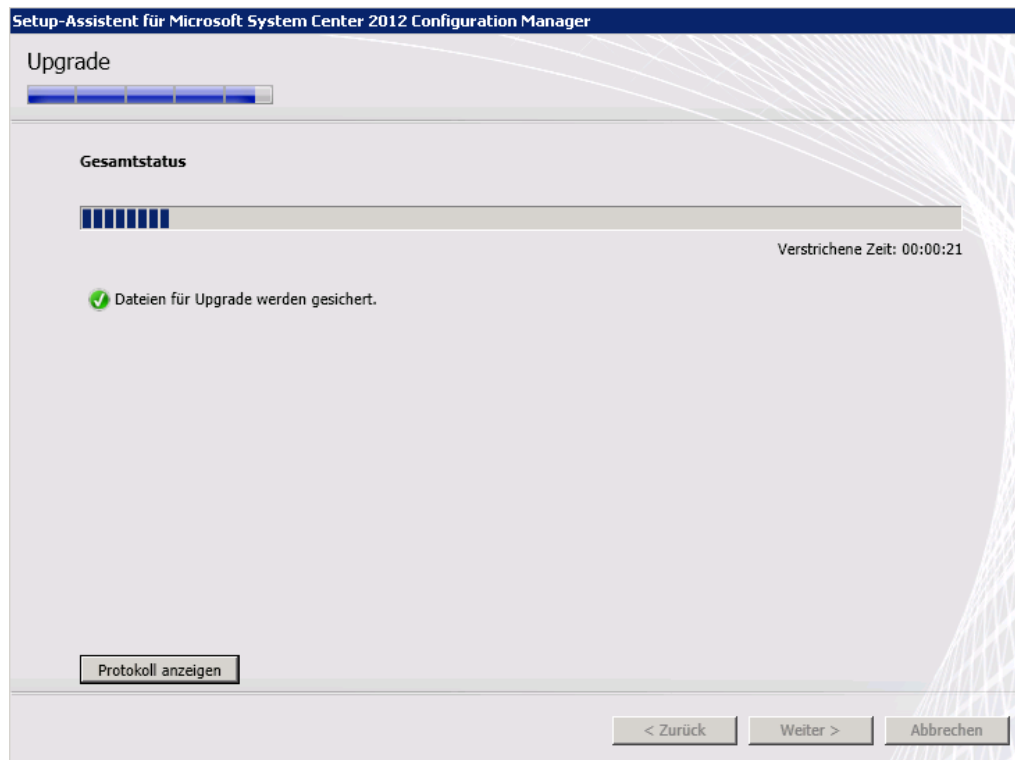 Setup-Assistent für Microsoft System Center 2012 Configuration Manager
Upgrade
Gesamtstatus
Verstrichene Zeit: 00:00:21
Dateien für Upgrade werden gesichert.
Protokoll anzeigen
< Zurück
Weiter >
Abbrechen